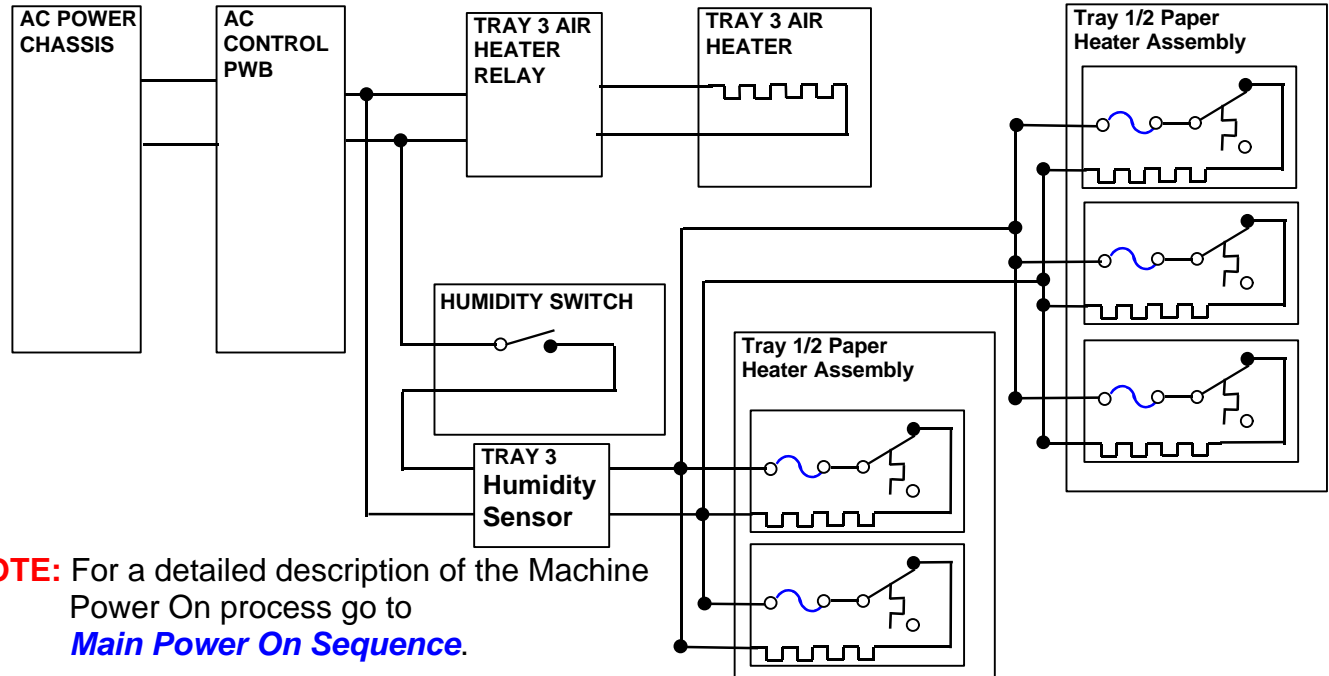 AC POWER
CHASSIS
AC
CONTROL
PWB
TRAY 3 AIR
HEATER
RELAY
TRAY 3 AIR
HEATER
Tray 1/2 Paper
Heater Assembly
HUMIDITY SWITCH
Tray 1/2 Paper
Heater Assembly
TRAY 3
Humidity
Sensor
OTE: For a detailed description of the Machine
Power On process go to
Main Power On Sequence.